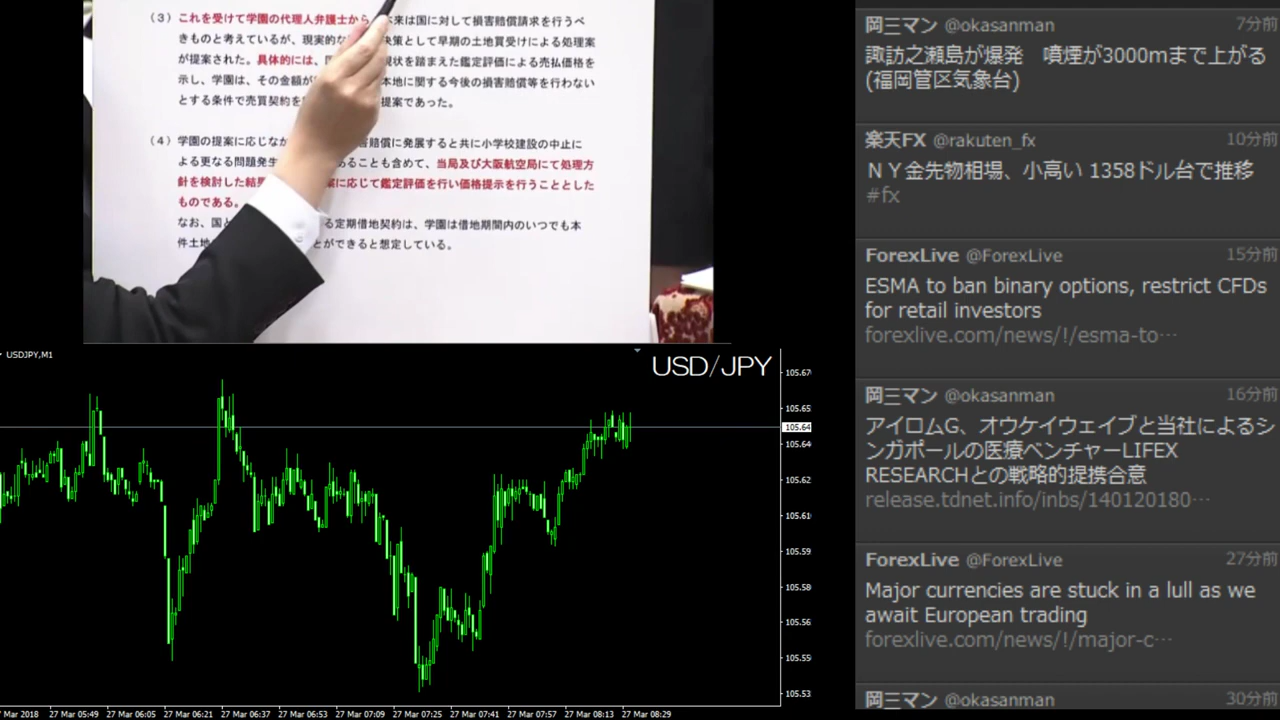 （3）これを受けて学園の代理人弁護士から 本来は国に対して損害賠償請求を行うべ
きものと考えているが、現実的な 決策として早期の土地買受けによる処理案
が提案された。具体的には、 現状を踏まえた鑑定評価による売払価格を
示し、学園は、その金額が 本地に関する今後の損害賠償等を行わない
とする条件で売買契約を 提案であった。
（4）学園の提案に応じな 害賠償に発展すると共に小学校建設の中止に
よる更なる問題発生 あることも含めて、当局及び大阪航空局にて処理方
針を検討した結果 に応じて鑑定評価を行い価格提示を行うこととした
ものである。
なお、国と る定期借地契約は、学園は借地期間内のいつでも本
件土地 とができると想定している。
USDJPY,M1
USD/JPY
105.67
105.65
105.64
105.64
105.62
105.61
105.59
105.58
105.56
105.55
105.53
Mar 2018 27 Mar 05:49 27 Mar 06:05 27 Mar 06:21 27 Mar 06:37 27 Mar 06:53 27 Mar 07:09 27 Mar 07:25 27 Mar 07:41 27 Mar 07:57 27 Mar 08:13 27 Mar 08:29
岡三マン @okasanman 7分前
諏訪之瀬島が爆発 噴煙が3000mまで上がる
(福岡管区気象台)
楽天FX @rakuten_fx 10分前
ＮＹ金先物相場、小高い 1358ドル台で推移
#fx
ForexLive @ForexLive 15分前
ESMA to ban binary options, restrict CFDs
for retail investors
forexlive.com/news/!/esma-to…
岡三マン @okasanman 16分前
アイロムG、オウケイウェイブと当社によるシ
ンガポールの医療ベンチャーLIFEX
RESEARCHとの戦略的提携合意
release.tdnet.info/inbs/140120180…
ForexLive @ForexLive 27分前
Major currencies are stuck in a lull as we
await European trading
forexlive.com/news/!/major-c…
岡三マン @okasanman 30分前